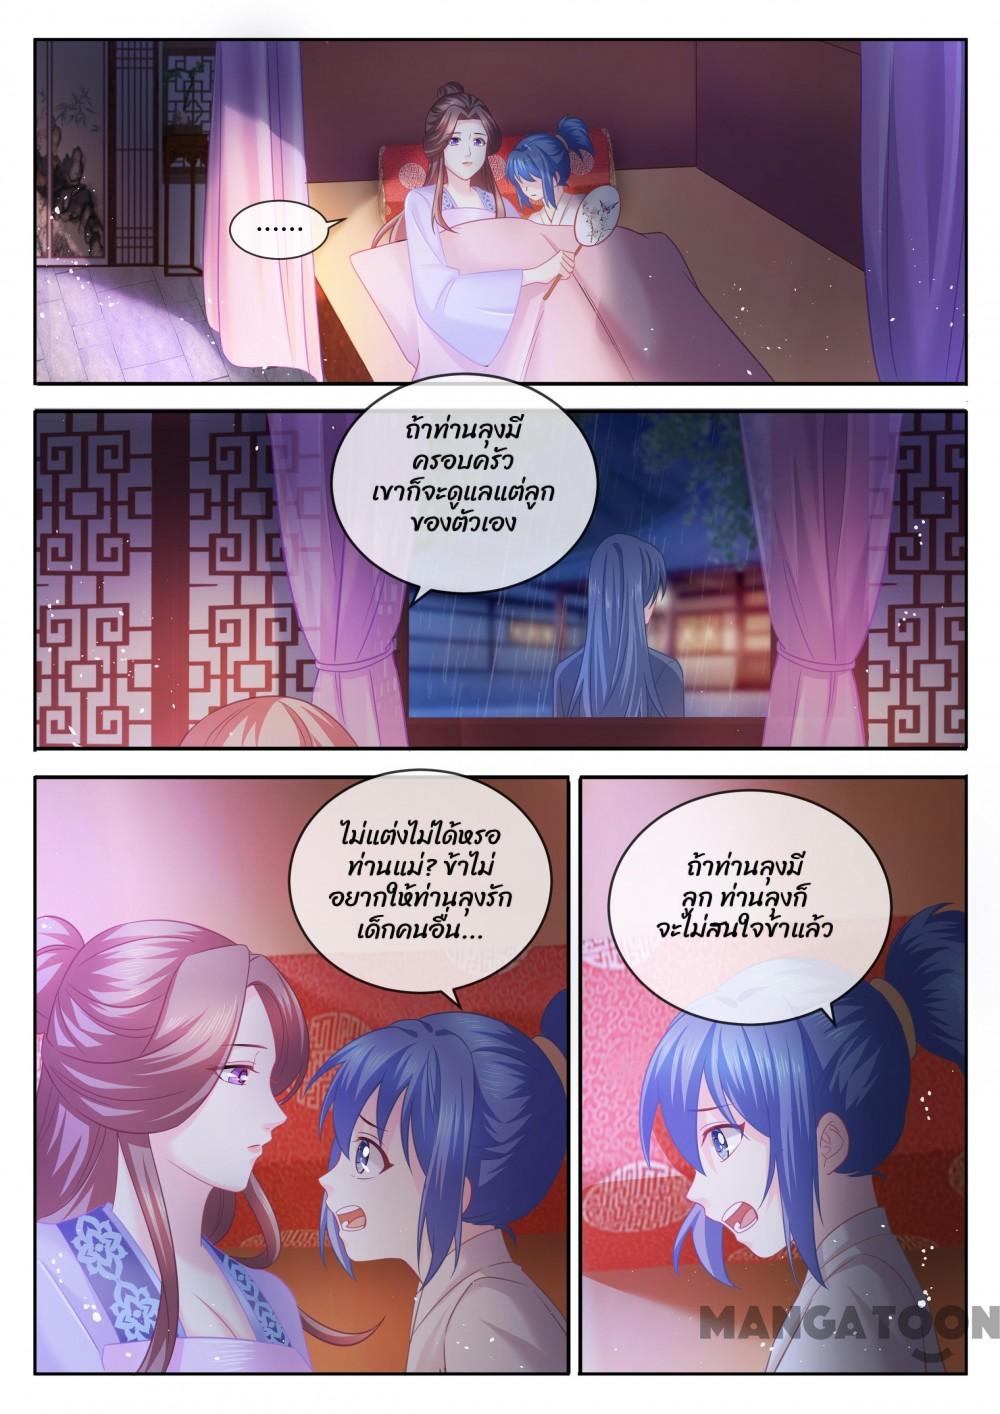 ......
ถ้าท่านลุงมี
ครอบครัว
เขาก็จะดูแลแต่ลูก
ของตัวเอง
ไม่แต่งไม่ได้หรอ
ท่านแม่? ข้าไม่
อยากให้ท่านลุงรัก
เด็กคนอื่น...
ถ้าท่านลุงมี
ลูก ท่านลุงก็
จะไม่สนใจข้าแล้ว
MANGATOON